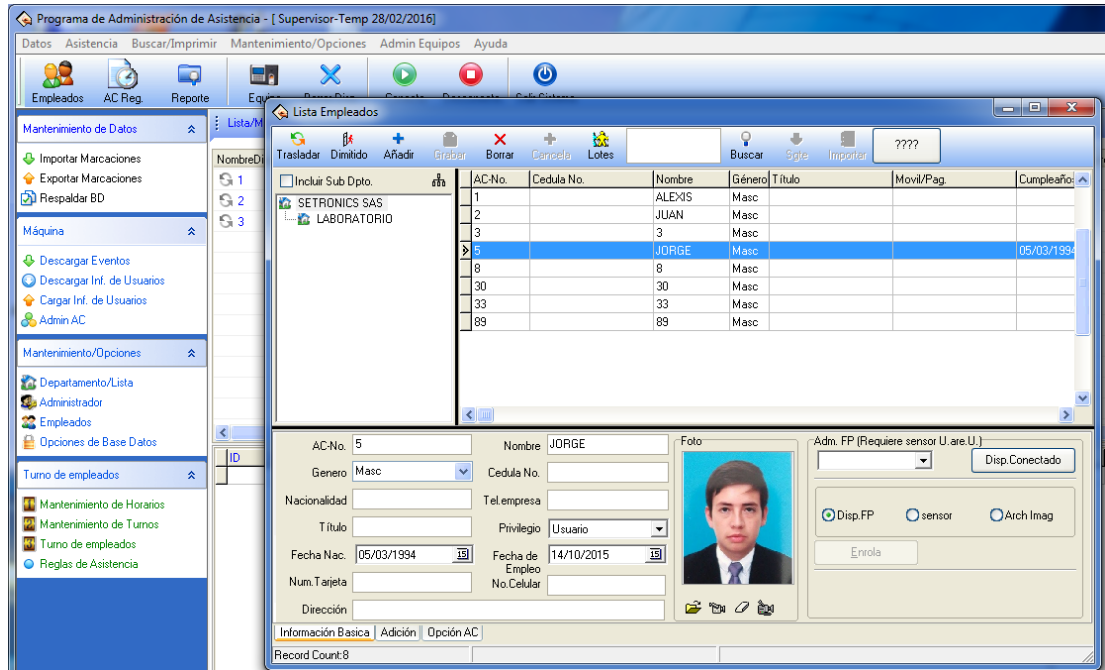 Programa de Administración de Asistencia - [ Supervisor-Temp 28/02/2016]
Datos Asistencia Buscar/Imprimir Mantenimiento/Opciones Admin Equipos Ayuda
Empleados AC Reg. Reporte
Mantenimiento de Datos
Importar Marcaciones
Exportar Marcaciones
Respaldar BD
Máquina
Descargar Eventos
Descargar Inf. de Usuarios
Cargar Inf. de Usuarios
Admin AC
Mantenimiento/Opciones
Departamento/Lista
Administrador
Empleados
Opciones de Base Datos
Turno de empleados
Mantenimiento de Horarios
Mantenimiento de Turnos
Turno de empleados
Reglas de Asistencia
Lista/M
NombreDi
1
2
3
ID
Lista Empleados
Trasladar Dimitido Añadir Grabar Borrar Cancela Lotes Buscar Sgte Importer ????
Incluir Sub Dpto.
SETRONICS SAS
LABORATORIO
AC-No. Cedula No. Nombre Género Título Movil/Pag. Cumpleaño
1 ALEXIS Masc
2 JUAN Masc
3 3 Masc
5 JORGE Masc 05/03/1994
8 8 Masc
30 30 Masc
33 33 Masc
89 89 Masc
AC-No. 5 Nombre JORGE
Genero Masc Cedula No.
Nacionalidad Tel.empresa
Título Privilegio Usuario
Fecha Nac. 05/03/1994 15 Fecha de Empleo 14/10/2015 15
Num.Tarjeta No.Celular
Dirección
Foto
Adm. FP (Requiere sensor U.are.U.)
Disp.Conectado
Disp.FP sensor Arch Imag
Enrola
Información Basica Adición Opción AC
Record Count:8